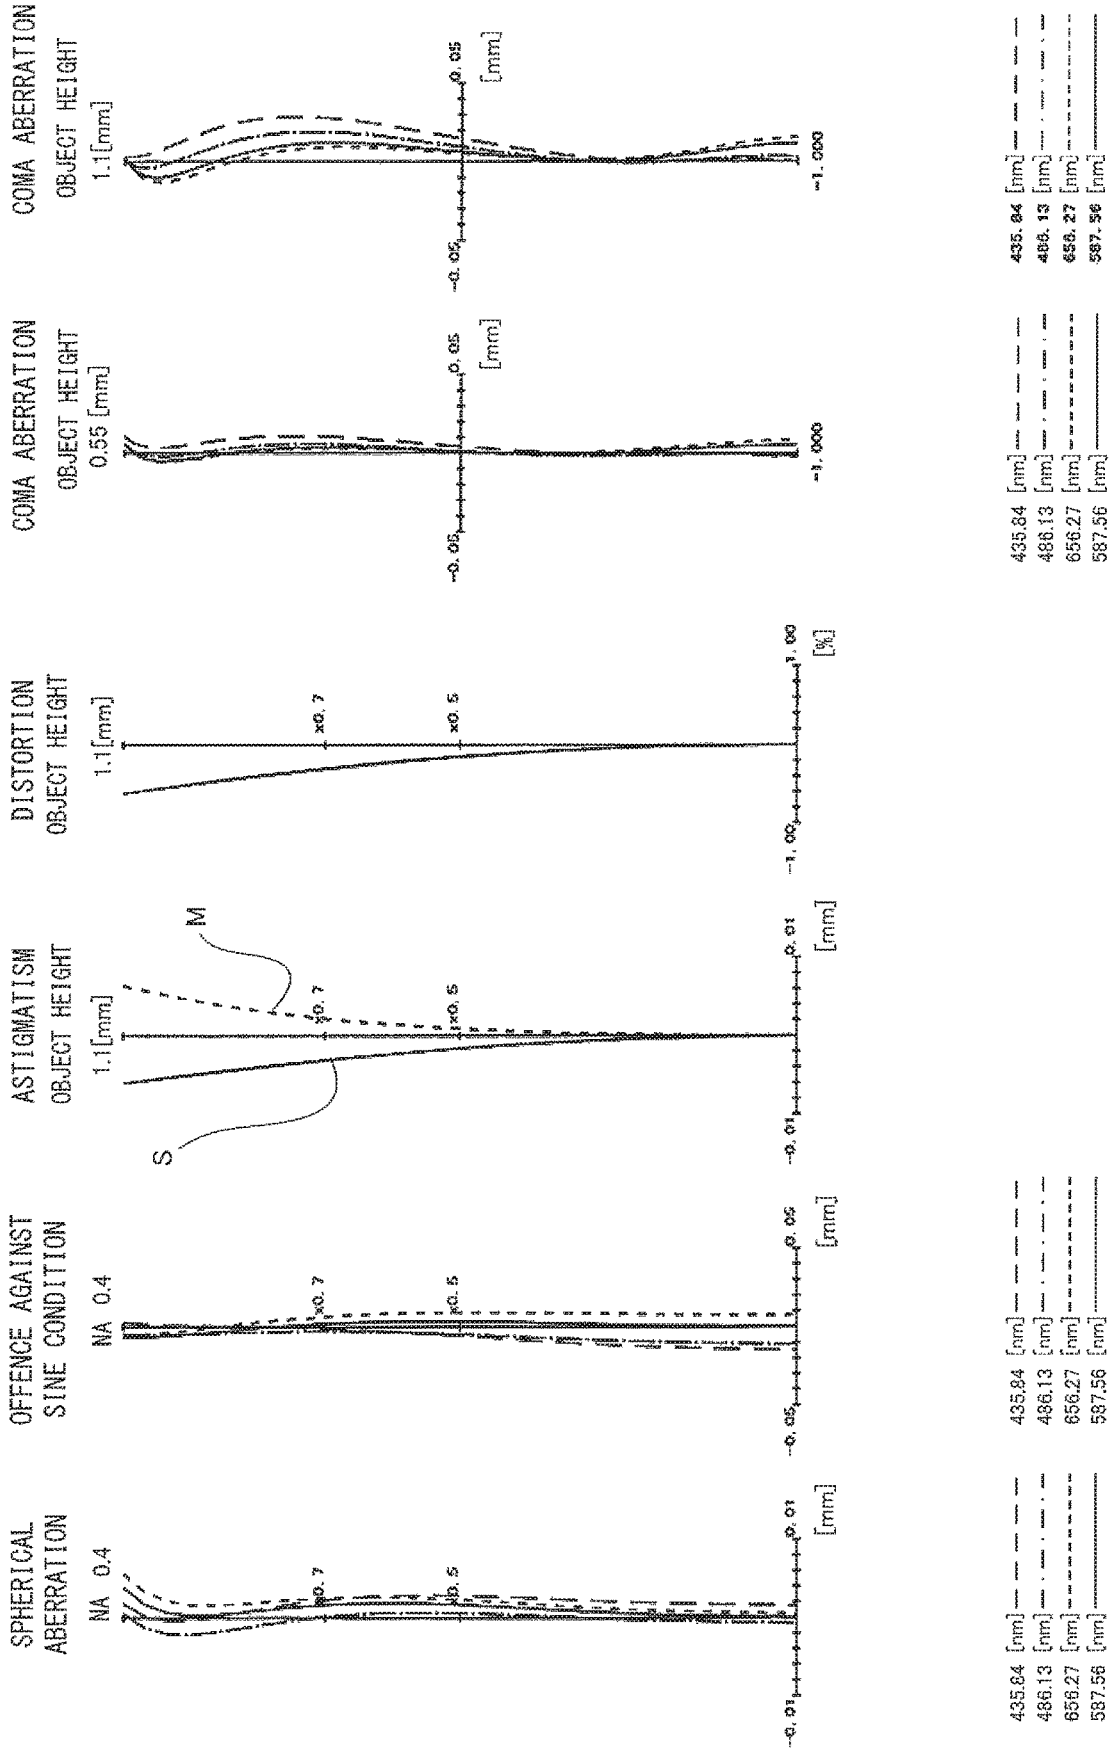 SPHERICAL
ABERRATION
NA 0.4
x0.7
x0.5
-0.01
0.01
[mm]
435.84 [nm]
486.13 [nm]
656.27 [nm]
587.56 [nm]
OFFENCE AGAINST
SINE CONDITION
NA 0.4
x0.7
x0.5
-0.05
0.05
[mm]
435.84 [nm]
486.13 [nm]
656.27 [nm]
587.56 [nm]
ASTIGMATISM
OBJECT HEIGHT
1.1[mm]
S
M
x0.7
x0.5
-0.01
0.01
[mm]
DISTORTION
OBJECT HEIGHT
1.1[mm]
x0.7
x0.5
-1.00
1.00
[%]
COMA ABERRATION
OBJECT HEIGHT
0.55 [mm]
-0.05
0.05
[mm]
-1.000
435.84 [nm]
486.13 [nm]
656.27 [nm]
587.56 [nm]
COMA ABERRATION
OBJECT HEIGHT
1.1[mm]
-0.05
0.05
[mm]
-1.000
435.84 [nm]
486.13 [nm]
656.27 [nm]
587.56 [nm]